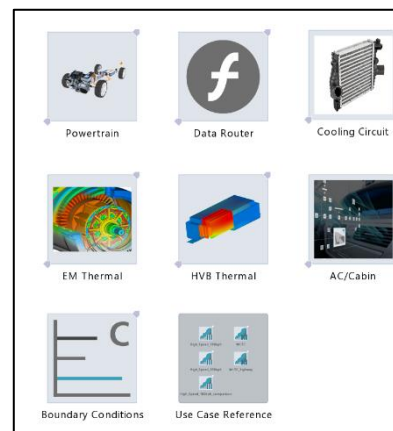 Powertrain
Data Router
Cooling Circuit
EM Thermal
HVB Thermal
AC/Cabin
C
Boundary Conditions
Use Case Reference